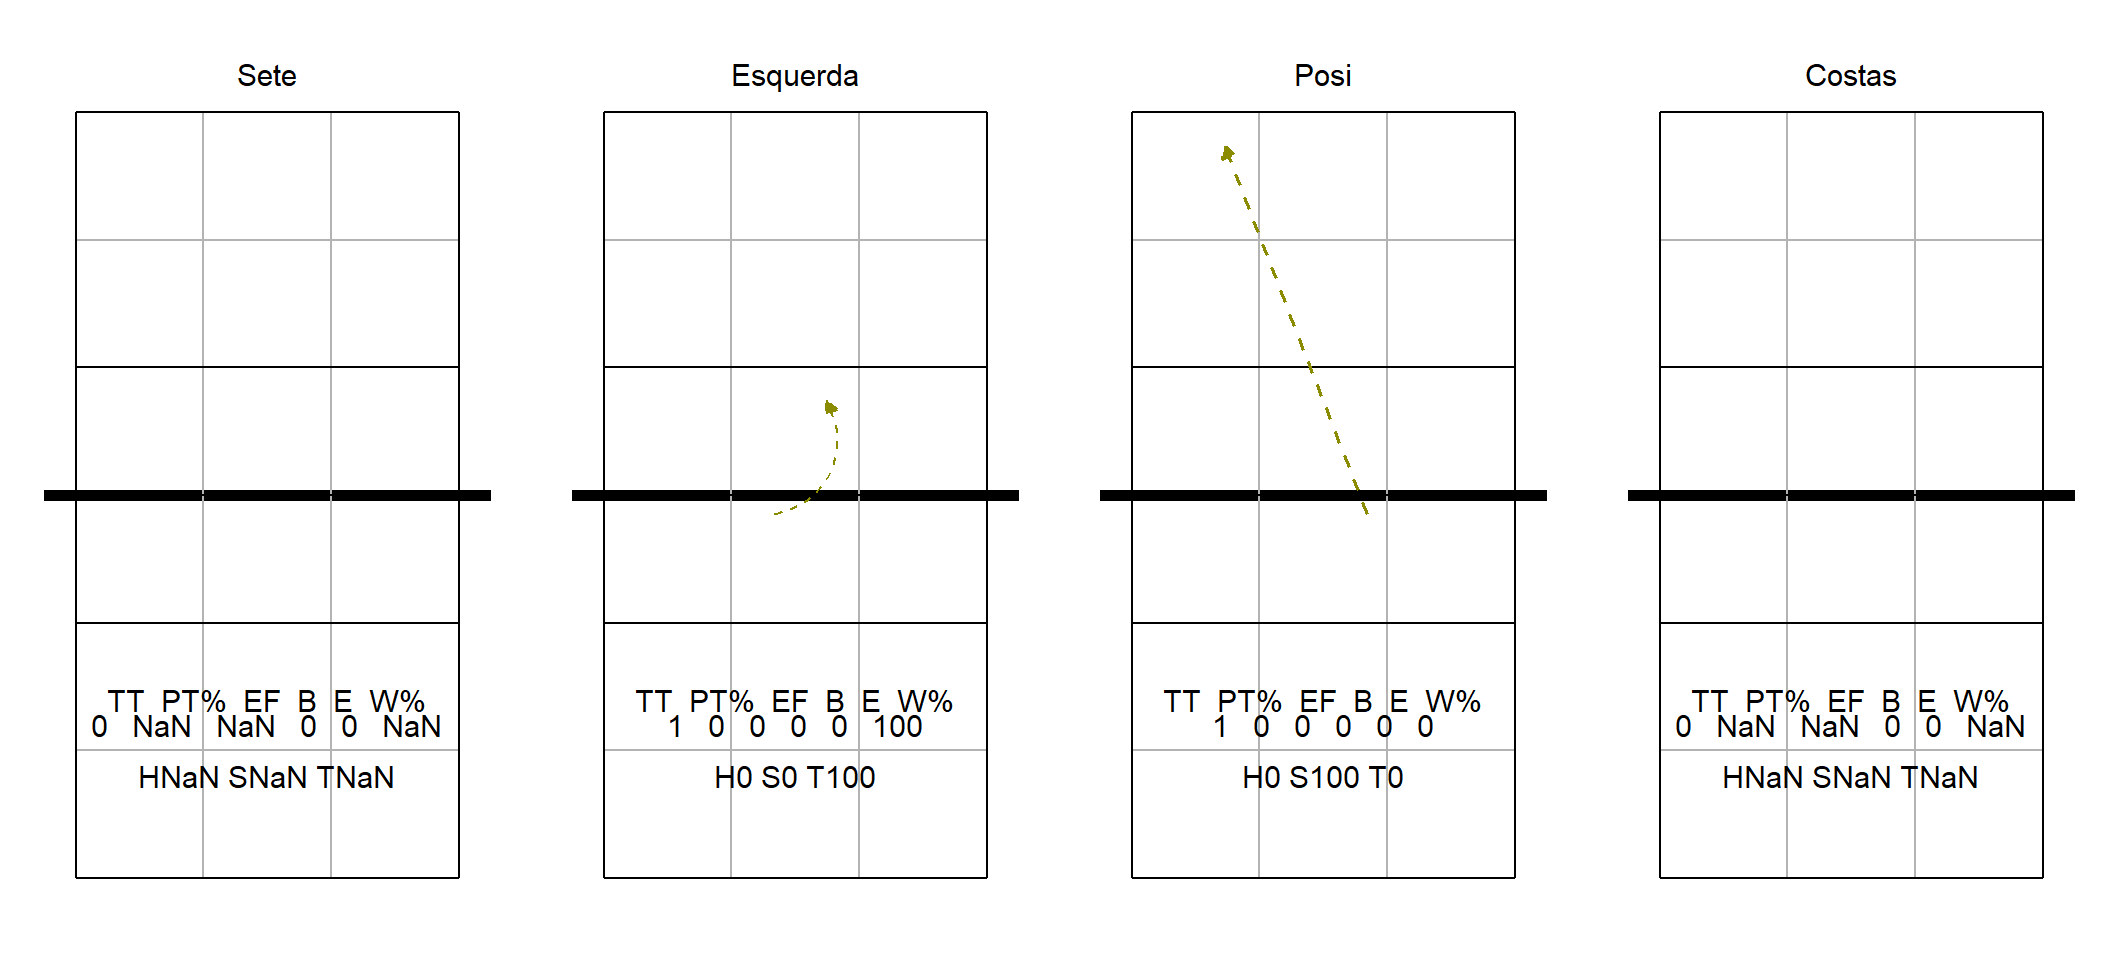 Sete
TT PT% EF B E W%
0 NaN NaN 0 0 NaN
HNaN SNaN TNaN
Esquerda
TT PT% EF B E W%
1 0 0 0 0 100
H0 S0 T100
Posi
TT PT% EF B E W%
1 0 0 0 0 0
H0 S100 T0
Costas
TT PT% EF B E W%
0 NaN NaN 0 0 NaN
HNaN SNaN TNaN